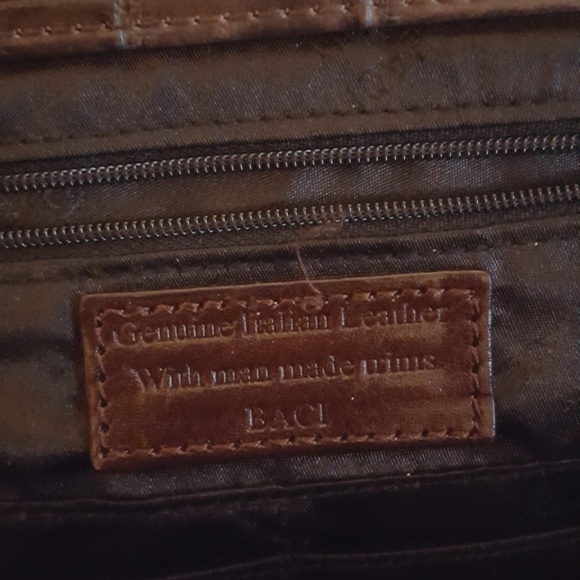 Genuine Italian Leather
With man made trims
BACI